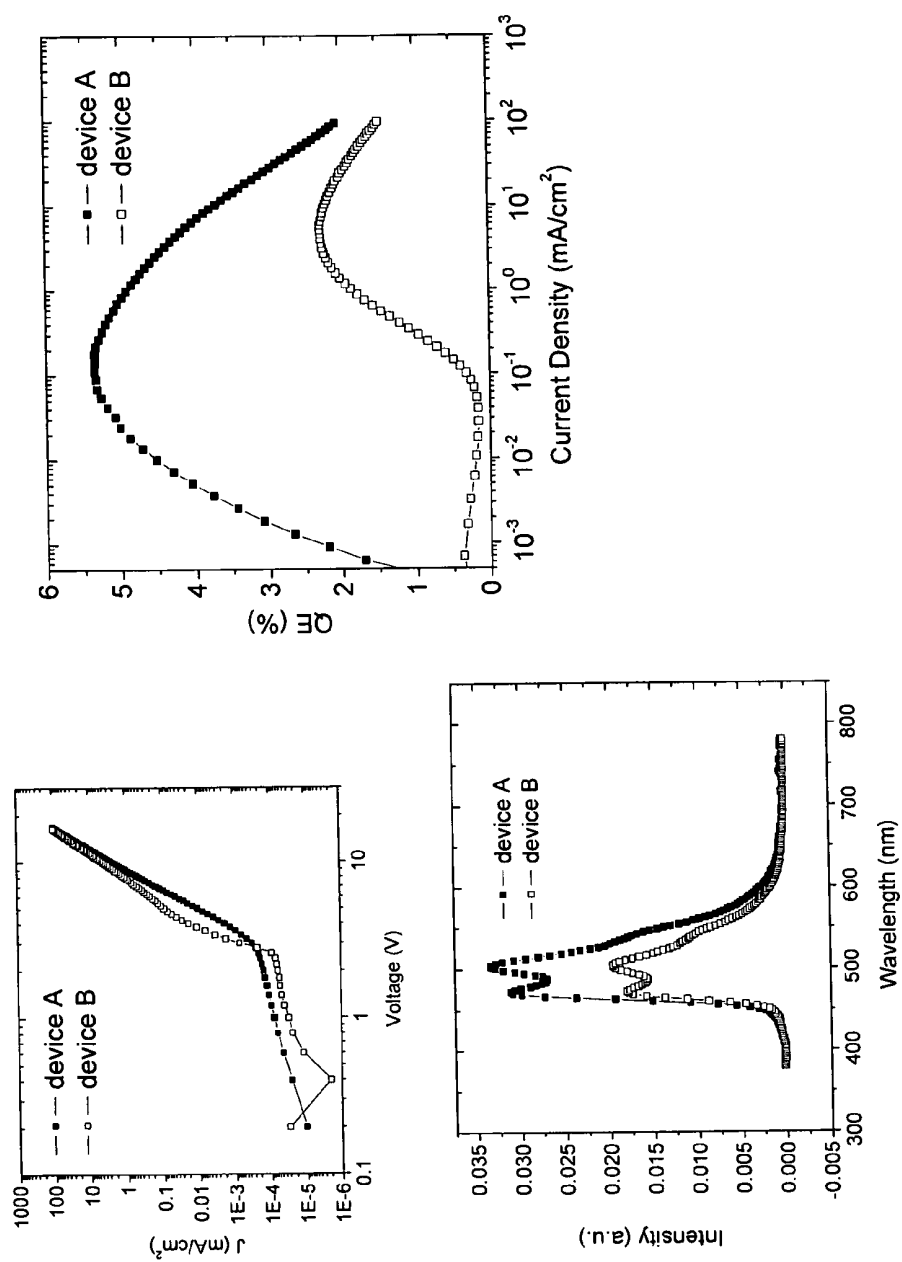 1000
100
10
1
0.1
0.01
1E-3
1E-4
1E-5
1E-6
J (mA/cm²)
device A
device B
0.1
1
10
Voltage (V)
6
5
4
3
2
1
0
QE (%)
device A
device B
10⁻³
10⁻²
10⁻¹
10⁰
10¹
10²
10³
Current Density (mA/cm²)
0.035
0.030
0.025
0.020
0.015
0.010
0.005
0.000
-0.005
Intensity (a.u.)
device A
device B
300
400
500
600
700
800
Wavelength (nm)